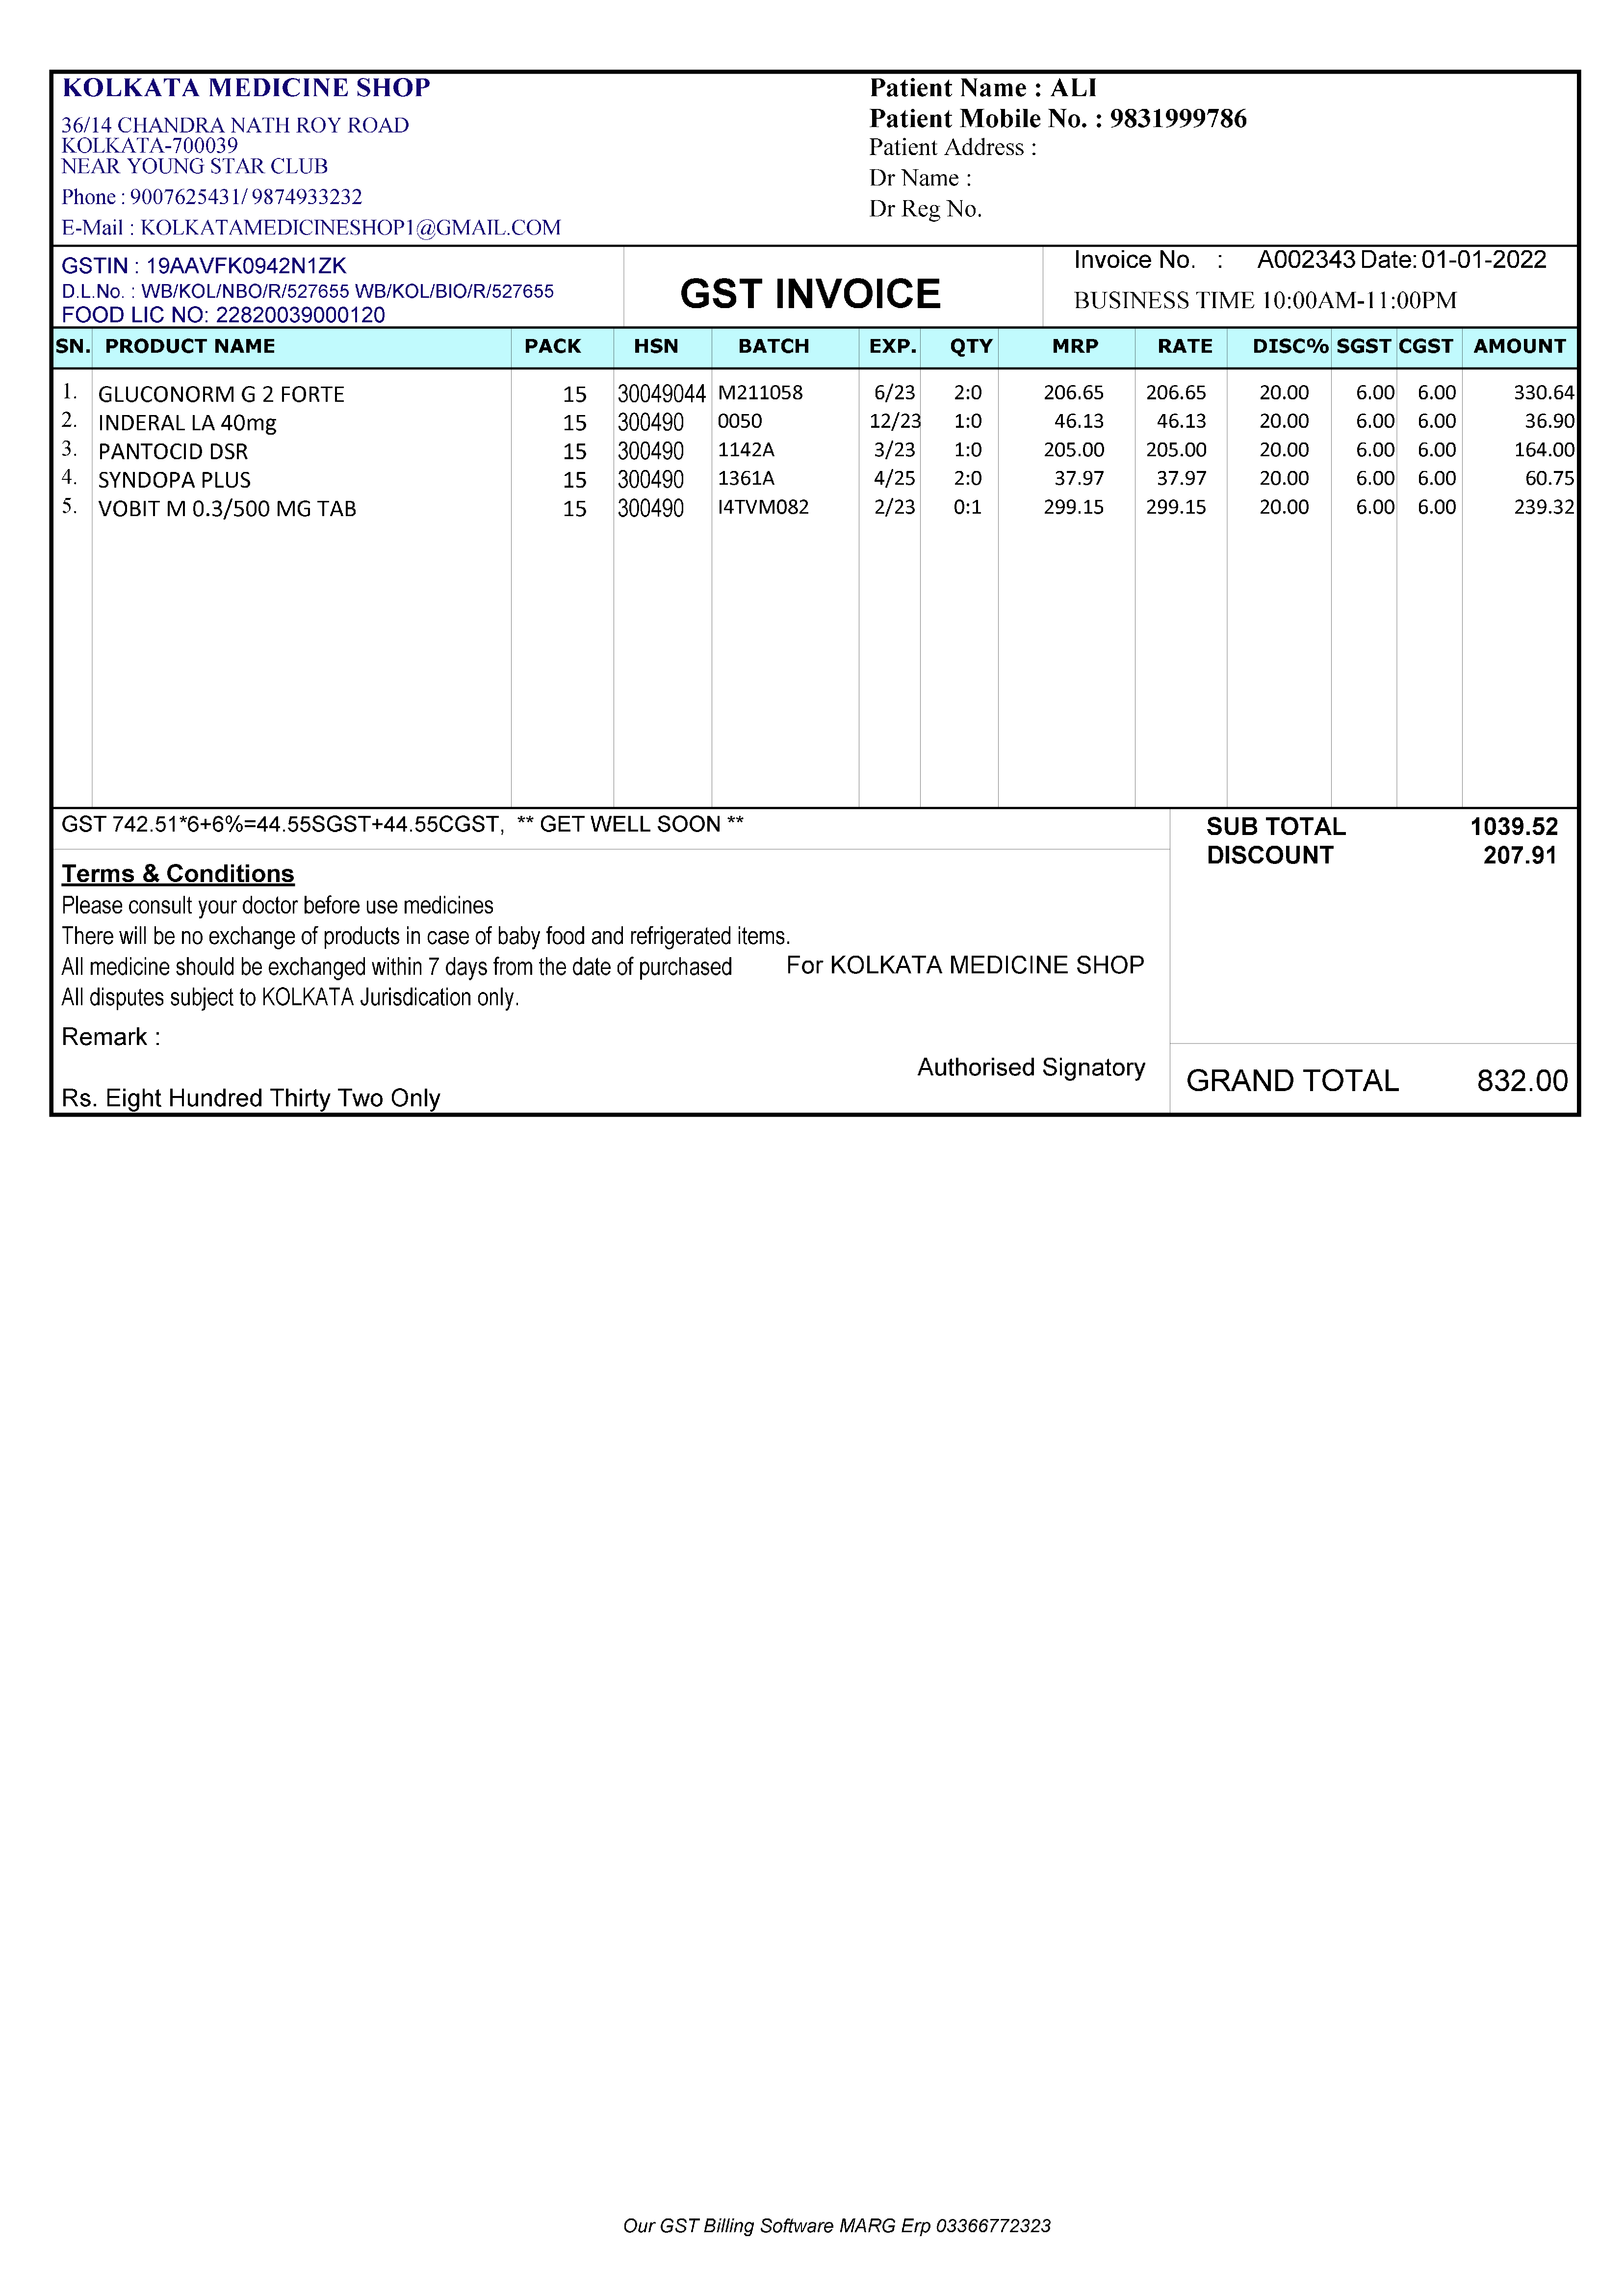 KOLKATA MEDICINE SHOP
36/14 CHANDRA NATH ROY ROAD
KOLKATA-700039
NEAR YOUNG STAR CLUB
Phone : 9007625431/ 9874933232
E-Mail : KOLKATAMEDICINESHOP1@GMAIL.COM
Patient Name : ALI
Patient Mobile No. : 9831999786
Patient Address :
Dr Name :
Dr Reg No.
GSTIN : 19AAVFK0942N1ZK
D.L.No. : WB/KOL/NBO/R/527655 WB/KOL/BIO/R/527655
FOOD LIC NO: 22820039000120
GST INVOICE
Invoice No. : A002343 Date: 01-01-2022
BUSINESS TIME 10:00AM-11:00PM
SN. PRODUCT NAME PACK HSN BATCH EXP. QTY MRP RATE DISC% SGST CGST AMOUNT
1. GLUCONORM G 2 FORTE 15 30049044 M211058 6/23 2:0 206.65 206.65 20.00 6.00 6.00 330.64
2. INDERAL LA 40mg 15 300490 0050 12/23 1:0 46.13 46.13 20.00 6.00 6.00 36.90
3. PANTOCID DSR 15 300490 1142A 3/23 1:0 205.00 205.00 20.00 6.00 6.00 164.00
4. SYNDOPA PLUS 15 300490 1361A 4/25 2:0 37.97 37.97 20.00 6.00 6.00 60.75
5. VOBIT M 0.3/500 MG TAB 15 300490 I4TVM082 2/23 0:1 299.15 299.15 20.00 6.00 6.00 239.32
GST 742.51*6+6%=44.55SGST+44.55CGST, ** GET WELL SOON **
SUB TOTAL 1039.52
DISCOUNT 207.91
Terms & Conditions
Please consult your doctor before use medicines
There will be no exchange of products in case of baby food and refrigerated items.
All medicine should be exchanged within 7 days from the date of purchased
For KOLKATA MEDICINE SHOP
All disputes subject to KOLKATA Jurisdication only.
Remark :
Authorised Signatory
GRAND TOTAL 832.00
Rs. Eight Hundred Thirty Two Only
Our GST Billing Software MARG Erp 03366772323